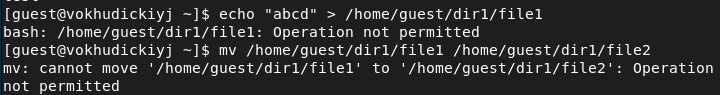 [guest@vokhudickiyj ~]$ echo "abcd" > /home/guest/dir1/file1
bash: /home/guest/dir1/file1: Operation not permitted
[guest@vokhudickiyj ~]$ mv /home/guest/dir1/file1 /home/guest/dir1/file2
mv: cannot move '/home/guest/dir1/file1' to '/home/guest/dir1/file2': Operation
not permitted